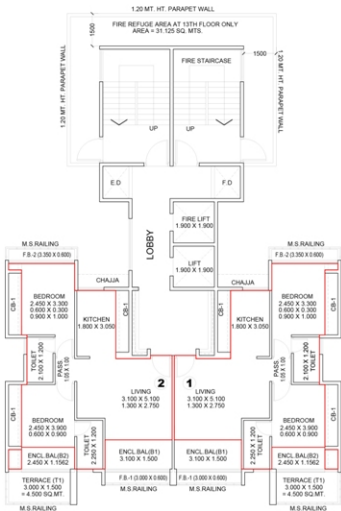 1.20 MT. HT. PARAPET WALL
1500
FIRE REFUGE AREA AT 13TH FLOOR ONLY
AREA = 31.125 SQ. MTS.
1.20 MT. HT. PARAPET WALL
FIRE STAIRCASE
1500
1.20 MT. HT. PARAPET WALL
UP
UP
E.D
F.D
LOBBY
FIRE LIFT
1.900 X 1.900
LIFT
1.900 X 1.900
M.S.RAILING
F.B.-2 (3.350 X 0.600)
M.S.RAILING
F.B.-2 (3.350 X 0.600)
CHAJJA
CHAJJA
CB-1
BEDROOM
2.450 X 3.300
0.600 X 0.300
0.900 X 1.000
KITCHEN
1.800 X 3.050
CB-1
CB-1
KITCHEN
1.800 X 3.050
BEDROOM
2.450 X 3.300
0.600 X 0.300
0.900 X 1.000
CB-1
TOILET
2.100 X 1.200
PASS
1.05 X 1.00
2
1
PASS
1.05 X 1.00
TOILET
2.100 X 1.200
LIVING
3.100 X 5.100
1.300 X 2.750
LIVING
3.100 X 5.100
1.300 X 2.750
CB-1
BEDROOM
2.450 X 3.900
0.600 X 0.900
TOILET
2.250 X 1.200
TOILET
2.250 X 1.200
BEDROOM
2.450 X 3.900
0.600 X 0.900
CB-1
ENCL.BAL(B2)
2.450 X 1.1562
ENCL.BAL(B1)
3.100 X 1.500
ENCL.BAL(B1)
3.100 X 1.500
ENCL.BAL(B2)
2.450 X 1.1562
TERRACE (T1)
3.000 X 1.500
= 4.500 SQ.MT.
F.B.-1 (3.000 X 0.600)
F.B.-1 (3.000 X 0.600)
TERRACE (T1)
3.000 X 1.500
= 4.500 SQ.MT.
M.S.RAILING
M.S.RAILING
M.S.RAILING
M.S.RAILING